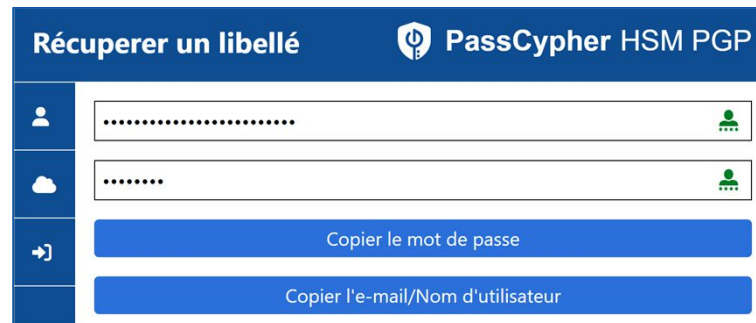 Récuperer un libellé
PassCypher HSM PGP
•••••••••••••••••••••••••
••••••••
Copier le mot de passe
Copier l'e-mail/Nom d'utilisateur